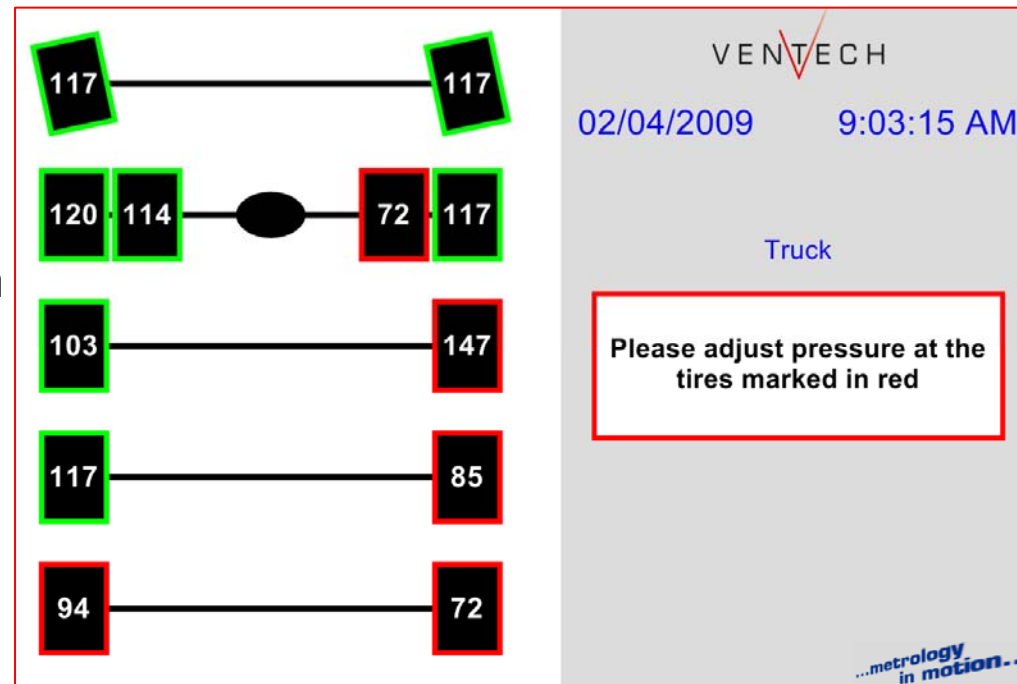 117 117
120 114 72 117
103 147
117 85
94 72
VENTECH
02/04/2009 9:03:15 AM
Truck
Please adjust pressure at the
tires marked in red
...metrology
in motion...